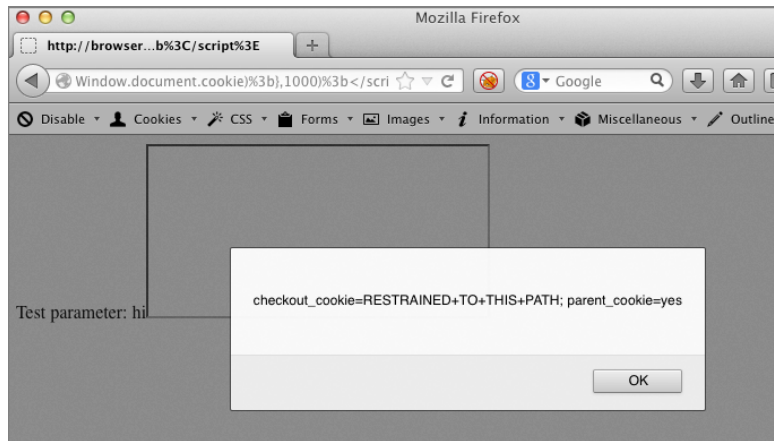 Mozilla Firefox
http://browser...b%3C/script%3E
Window.document.cookie)%3b},1000)%3b</scri
Google
Disable Cookies CSS Forms Images Information Miscellaneous Outline
checkout_cookie=RESTRAINED+TO+THIS+PATH; parent_cookie=yes
Test parameter: hi
OK